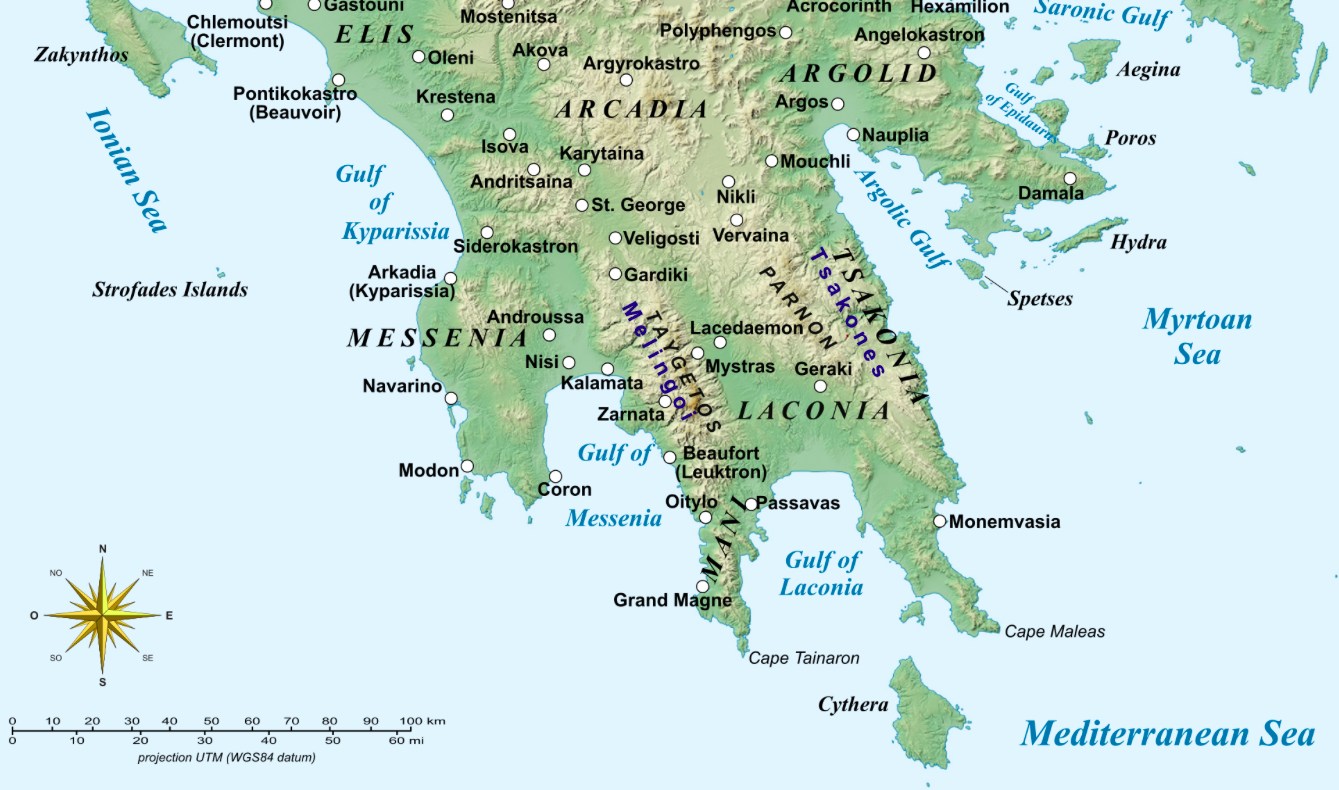 Gastouni
Chlemoutsi
(Clermont)
Mostenitsa
Acrocorinth
Hexamilion
Saronic Gulf
Zakynthos
ELIS
Oleni
Akova
Polyphengos
Angelokastron
Argyrokastro
ARGOLID
Aegina
Pontikokastro
(Beauvoir)
Krestena
ARCADIA
Argos
Gulf
of Epidaurus
Ionian Sea
Isova
Karytaina
Nauplia
Poros
Mouchli
Andritsaina
Gulf
of
Kyparissia
Nikli
Damala
St. George
Argolic Gulf
Siderokastron
Veligosti
Vervaina
Hydra
Arkadia
(Kyparissia)
Gardiki
Strofades Islands
TSAKONIA
Tsakones
PARNON
Spetses
Myrtoan
Sea
Androussa
TAYGETOS
Melingoi
Lacedaemon
MESSENIA
Nisi
Mystras
Geraki
Kalamata
Navarino
Zarnata
LACONIA
Gulf of
Messenia
Beaufort
(Leuktron)
Modon
Coron
Oitylo
Passavas
MANI
Monemvasia
Gulf of
Laconia
Grand Magne
Cape Maleas
Cape Tainaron
Cythera
Mediterranean Sea
N
NO
NE
O
E
SO
SE
S
0 10 20 30 40 50 60 70 80 90 100 km
0 10 20 30 40 50 60 mi
projection UTM (WGS84 datum)